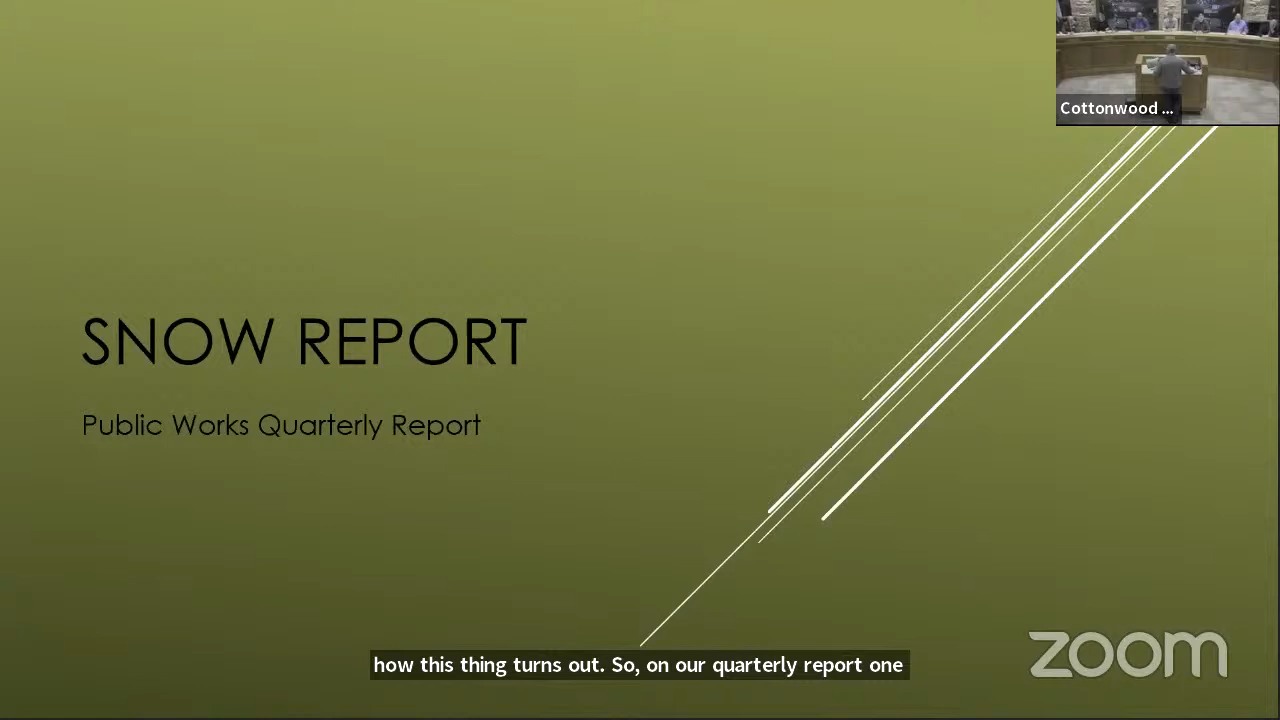 Cottonwood ...
SNOW REPORT
Public Works Quarterly Report
how this thing turns out. So, on our quarterly report one
zoom